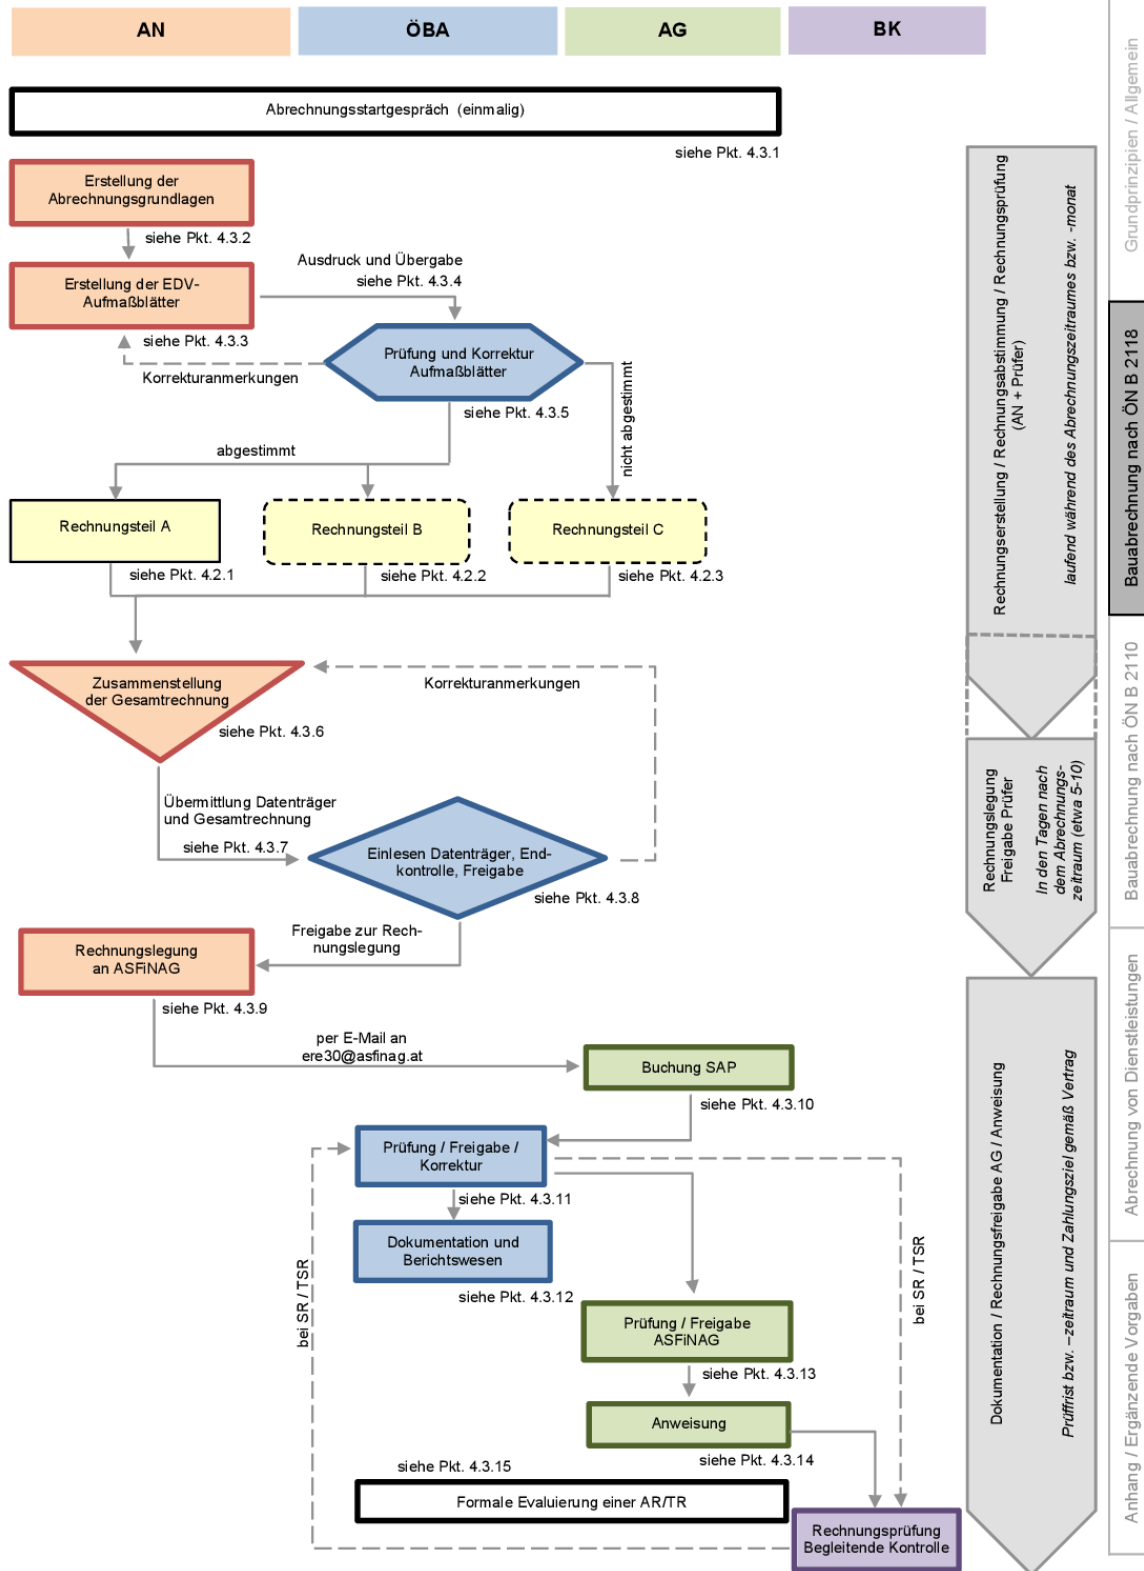 AN
ÖBA
AG
BK
Abrechnungsstartgespräch (einmalig)
siehe Pkt. 4.3.1
Erstellung der
Abrechnungsgrundlagen
siehe Pkt. 4.3.2
Erstellung der EDV-
Aufmaßblätter
siehe Pkt. 4.3.3
Ausdruck und Übergabe
siehe Pkt. 4.3.4
Prüfung und Korrektur
Aufmaßblätter
siehe Pkt. 4.3.5
Korrekturanmerkungen
abgestimmt
nicht abgestimmt
Rechnungsteil A
siehe Pkt. 4.2.1
Rechnungsteil B
siehe Pkt. 4.2.2
Rechnungsteil C
siehe Pkt. 4.2.3
Zusammenstellung
der Gesamtrechnung
siehe Pkt. 4.3.6
Korrekturanmerkungen
Übermittlung Datenträger
und Gesamtrechnung
siehe Pkt. 4.3.7
Einlesen Datenträger, End-
kontrolle, Freigabe
siehe Pkt. 4.3.8
Freigabe zur Rech-
nungslegung
Rechnungslegung
an ASFiNAG
siehe Pkt. 4.3.9
per E-Mail an
ere30@asfinag.at
Buchung SAP
siehe Pkt. 4.3.10
Prüfung / Freigabe /
Korrektur
siehe Pkt. 4.3.11
Dokumentation und
Berichtswesen
siehe Pkt. 4.3.12
bei SR / TSR
bei SR / TSR
Prüfung / Freigabe
ASFiNAG
siehe Pkt. 4.3.13
Anweisung
siehe Pkt. 4.3.14
siehe Pkt. 4.3.15
Formale Evaluierung einer AR/TR
Rechnungsprüfung
Begleitende Kontrolle
Rechnungserstellung / Rechnungsabstimmung / Rechnungsprüfung
(AN + Prüfer)
laufend während des Abrechnungszeitraumes bzw. -monat
Rechnungslegung
Freigabe Prüfer
In den Tagen nach
dem Abrechnungs-
zeitraum (etwa 5-10)
Dokumentation / Rechnungsfreigabe AG / Anweisung
Prüffrist bzw. –zeitraum und Zahlungsziel gemäß Vertrag
Grundprinzipien / Allgemein
Bauabrechnung nach ÖN B 2118
Bauabrechnung nach ÖN B 2110
Abrechnung von Dienstleistungen
Anhang / Ergänzende Vorgaben